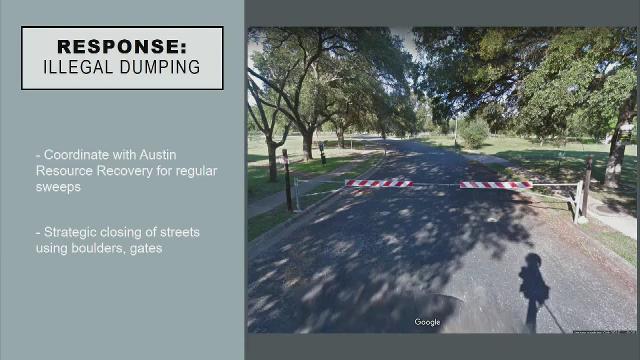 RESPONSE:
ILLEGAL DUMPING
- Coordinate with Austin
Resource Recovery for regular
sweeps
- Strategic closing of streets
using boulders, gates
Google